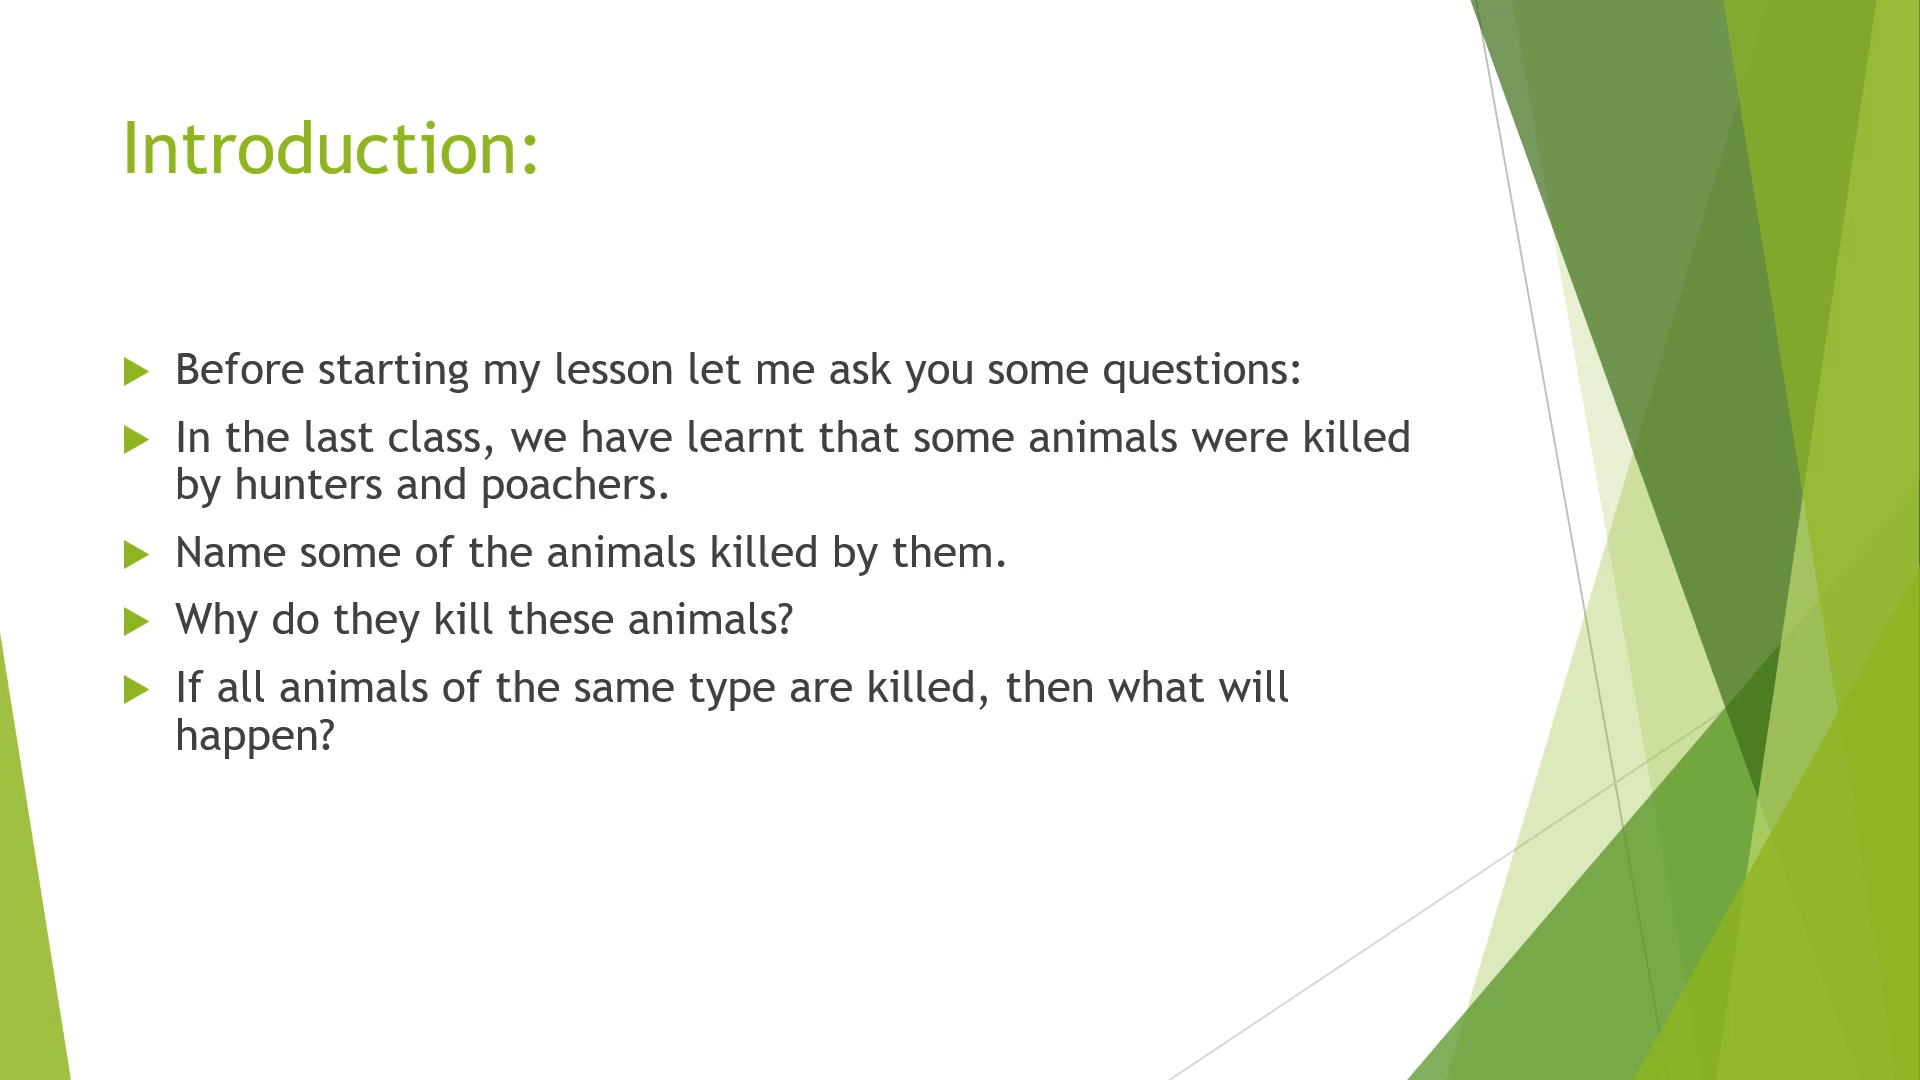 Introduction:
Before starting my lesson let me ask you some questions:
In the last class, we have learnt that some animals were killed
by hunters and poachers.
Name some of the animals killed by them.
Why do they kill these animals?
If all animals of the same type are killed, then what will
happen?